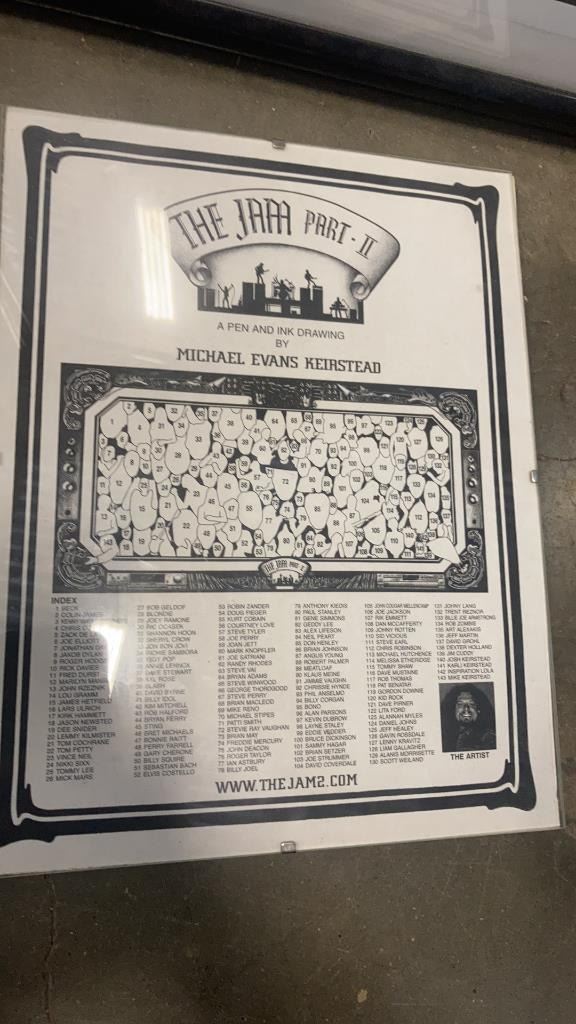 THE JAM PART - II
A PEN AND INK DRAWING
BY
MICHAEL EVANS KEIRSTEAD
THE JAM PART II
INDEX
1 BECK
2 COLIN JAMES
4 CHRIS
5 ZACK DE LA
6 JOE ELLIOTT
7 JONATHAN
8 JAKOB DYLAN
9 ROGER HODGSON
10 RICK DAVIES
11 FRED DURST
12 MARILYN MANSON
13 JOHN RZEZNIK
14 LOU GRAMM
15 JAMES HETFIELD
16 LARS ULRICH
17 KIRK HAMMETT
18 JASON NEWSTED
19 DEE SNIDER
20 LEMMY KILMISTER
21 TOM COCHRANE
22 TOM PETTY
23 VINCE NEIL
24 NIKKI SIXX
25 TOMMY LEE
26 MICK MARS
27 BOB GELDOF
28 BLONDIE
29 JOEY RAMONE
30 RIC OCASEK
31 SHANNON HOON
32 SHERYL CROW
33 JON BON JOVI
34 RICHIE SAMBORA
35 "IGGY POP"
36 ANNIE LENNOX
37 DAVE STEWART
38 AXL ROSE
39 SLASH
40 BILLY IDOL
41 DAVID BYRNE
42 KIM MITCHELL
43 ROB HALFORD
44 BRYAN FERRY
45 STING
46 BRET MICHAELS
47 BONNIE RAITT
48 PERRY FARRELL
49 GARY CHERONE
50 BILLY SQUIRE
51 SEBASTIAN BACH
52 ELVIS COSTELLO
53 ROBIN ZANDER
54 DOUG FIEGER
55 KURT COBAIN
56 COURTNEY LOVE
57 STEVE TYLER
58 JOE PERRY
59 JOAN JETT
60 MARK KNOPFLER
61 JOE SATRIANI
62 RANDY RHODES
63 STEVE VAI
64 BRYAN ADAMS
65 STEVE WINWOOD
66 GEORGE THOROGOOD
67 STEVE PERRY
68 BRIAN MACLEOD
69 MIKE RENO
70 MICHAEL STIPES
71 PATTI SMITH
72 STEVIE RAY VAUGHAN
73 BRIAN MAY
74 FREDDIE MERCURY
75 JOHN DEACON
76 ROGER TAYLOR
77 IAN ASTBURY
78 BILLY JOEL
79 ANTHONY KIEDIS
80 PAUL STANLEY
81 GENE SIMMONS
82 GEDDY LEE
83 ALEX LIFESON
84 NEIL PEART
85 DON HENLEY
86 BRIAN JOHNSON
87 ANGUS YOUNG
88 ROBERT PALMER
89 MEATLOAF
90 KLAUS MEINE
91 JIMMIE VAUGHN
92 CHRISSIE HYNDE
93 PHIL ANSELMO
94 BILLY CORGAN
95 BONO
96 ALAN PARSONS
97 KEVIN DUBROW
98 LAYNE STALEY
99 EDDIE VEDDER
100 BRUCE DICKINSON
101 SAMMY HAGAR
102 BRIAN SETZER
103 JOE STRUMMER
104 DAVID COVERDALE
105 JOHN COUGAR MELLENCAMP
106 JOE JACKSON
107 RIK EMMETT
108 DAN MCCAFFERTY
109 JOHNY ROTTEN
110 SID VICIOUS
111 STEVE EARL
112 CHRIS ROBINSON
113 MICHAEL HUTCHENCE
114 MELISSA ETHERIDGE
115 TOMMY SHAW
116 DAVE MUSTAINE
117 ROB THOMAS
118 PAT BENATAR
119 GORDON DOWNIE
120 KID ROCK
121 DAVE PIRNER
122 LITA FORD
123 ALANNAH MYLES
124 DANIEL JOHNS
125 JEFF HEALEY
126 GAVIN ROSSDALE
127 LENNY KRAVITZ
128 LIAM GALLAGHER
129 ALANIS MORRISETTE
130 SCOTT WEILAND
131 JOHNY LANG
132 TRENT REZNOR
133 BILLIE JOE ARMSTRONG
134 ROB ZOMBIE
135 ART ALEXAKIS
136 JEFF MARTIN
137 DAVID GROHL
138 DEXTER HOLLAND
139 JIM CUDDY
140 JOSH KEIRSTEAD
141 KARLI KEIRSTEAD
142 INSPIRATION LOLA
143 MIKE KEIRSTEAD
THE ARTIST
WWW.THEJAM2.COM